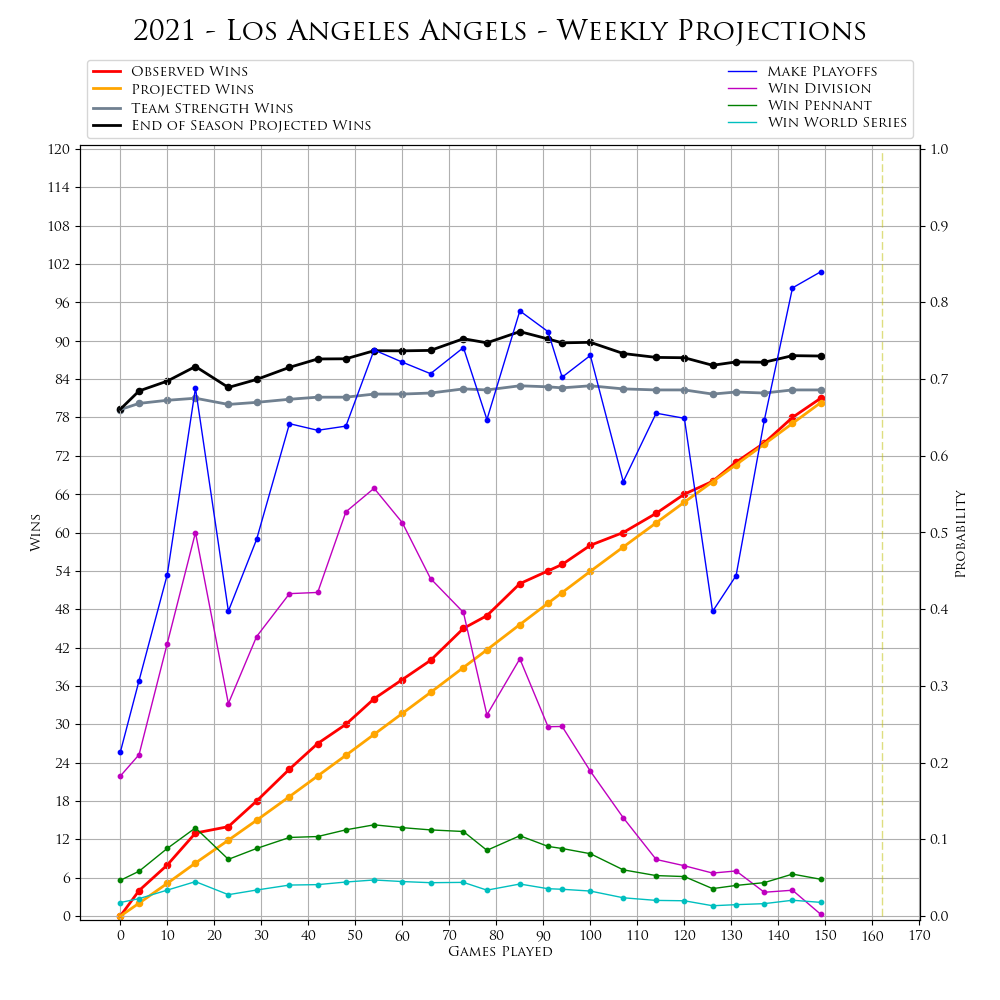 2021 - Los Angeles Angels - Weekly Projections
Observed Wins
Projected Wins
Team Strength Wins
End of Season Projected Wins
Make Playoffs
Win Division
Win Pennant
Win World Series
120
114
108
102
96
90
84
78
72
66
60
54
48
42
36
30
24
18
12
6
0
Wins
1.0
0.9
0.8
0.7
0.6
0.5
0.4
0.3
0.2
0.1
0.0
Probability
0 10 20 30 40 50 60 70 80 90 100 110 120 130 140 150 160 170
Games Played